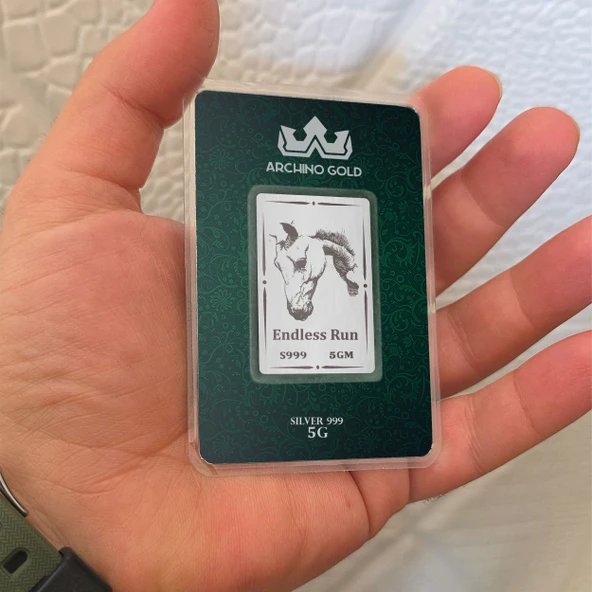 ARCHINO GOLD
Endless Run
S999 5GM
SILVER 999
5G